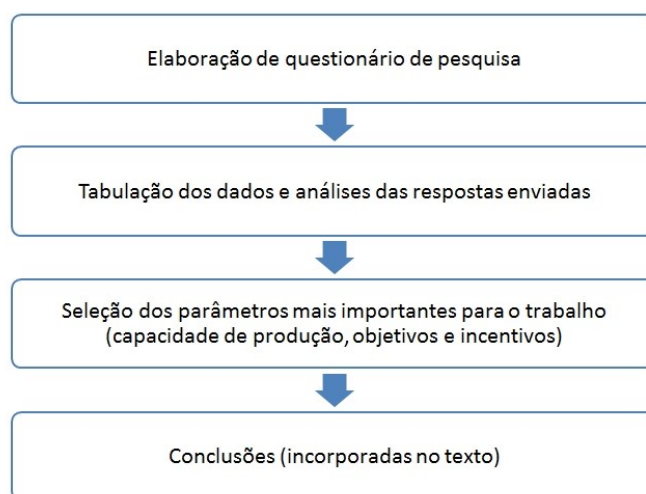 Elaboração de questionário de pesquisa
Tabulação dos dados e análises das respostas enviadas
Seleção dos parâmetros mais importantes para o trabalho
(capacidade de produção, objetivos e incentivos)
Conclusões (incorporadas no texto)